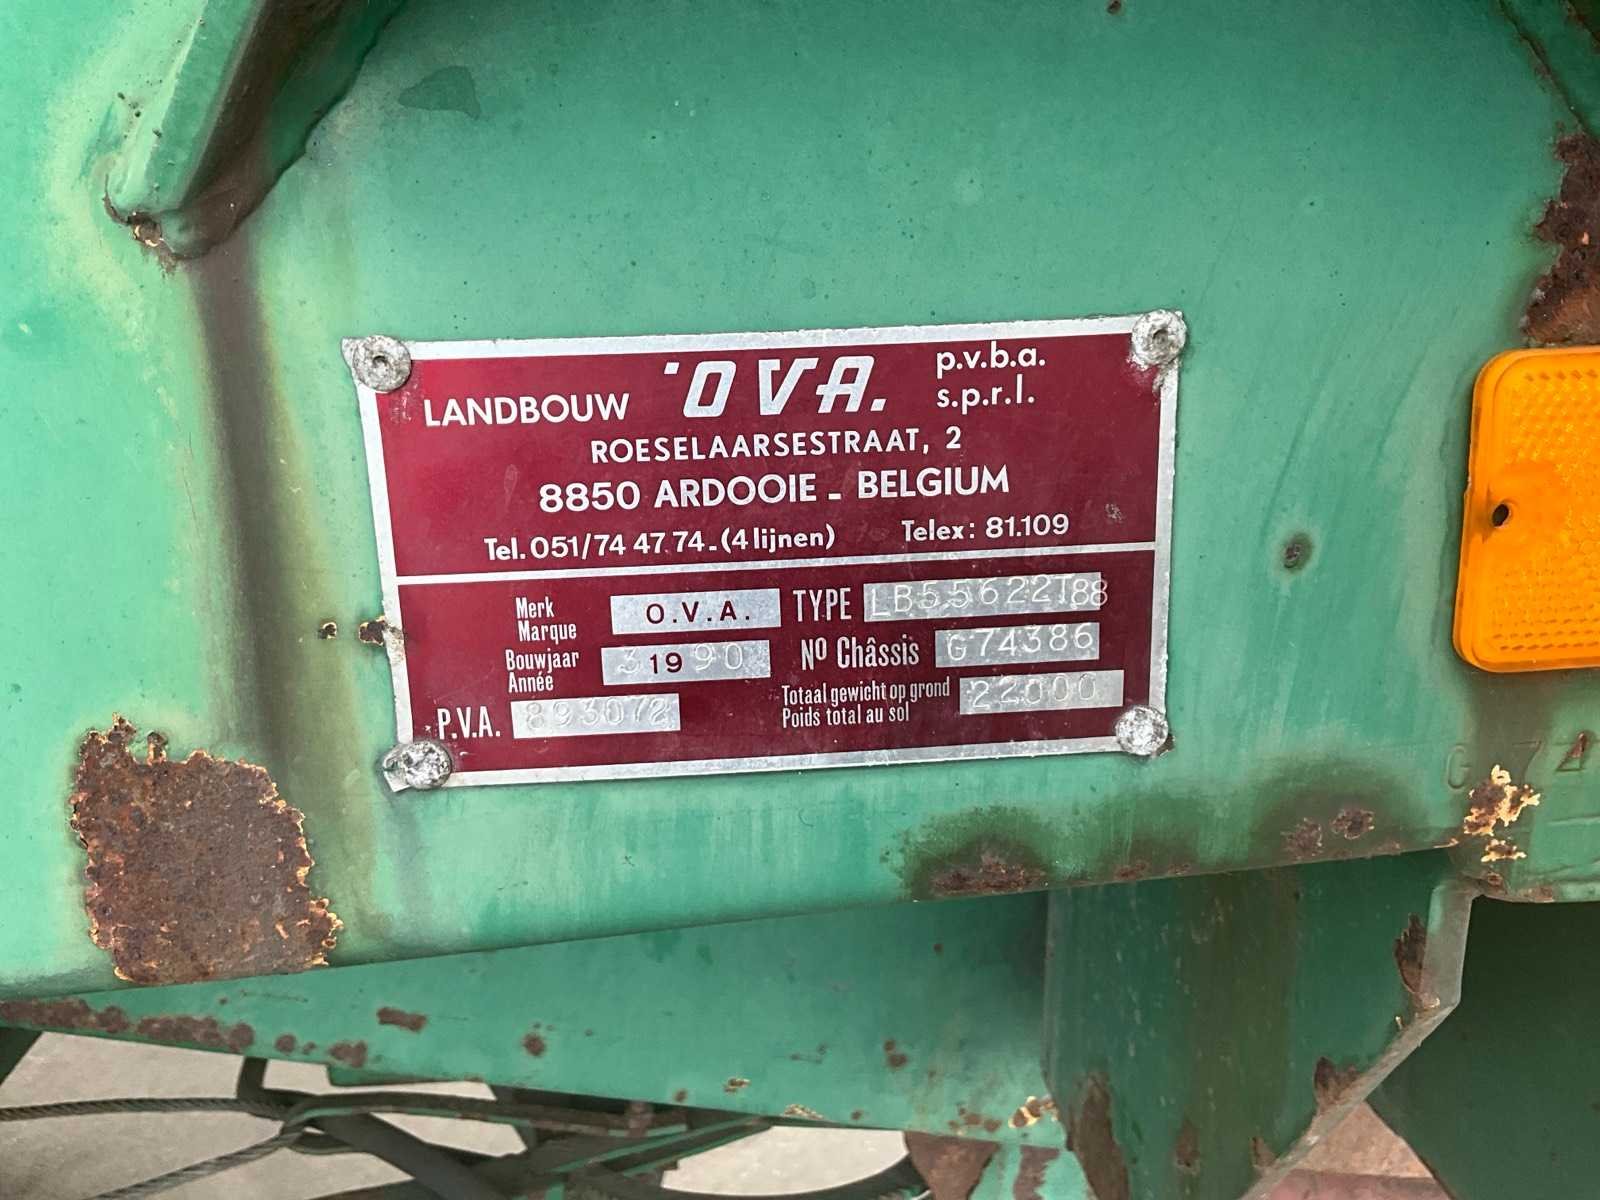 LANDBOUW O.V.A. p.v.b.a.
s.p.r.l.
ROESELAARSESTRAAT, 2
8850 ARDOOIE - BELGIUM
Tel. 051/74 47 74-(4 lijnen) Telex: 81.109
Merk
Marque
O.V.A.
TYPE LB55622T88
Bouwjaar
Année
3 1990
Nº Châssis G74386
P.V.A. 893072
Totaal gewicht op grond
Poids total au sol
22000
G 74